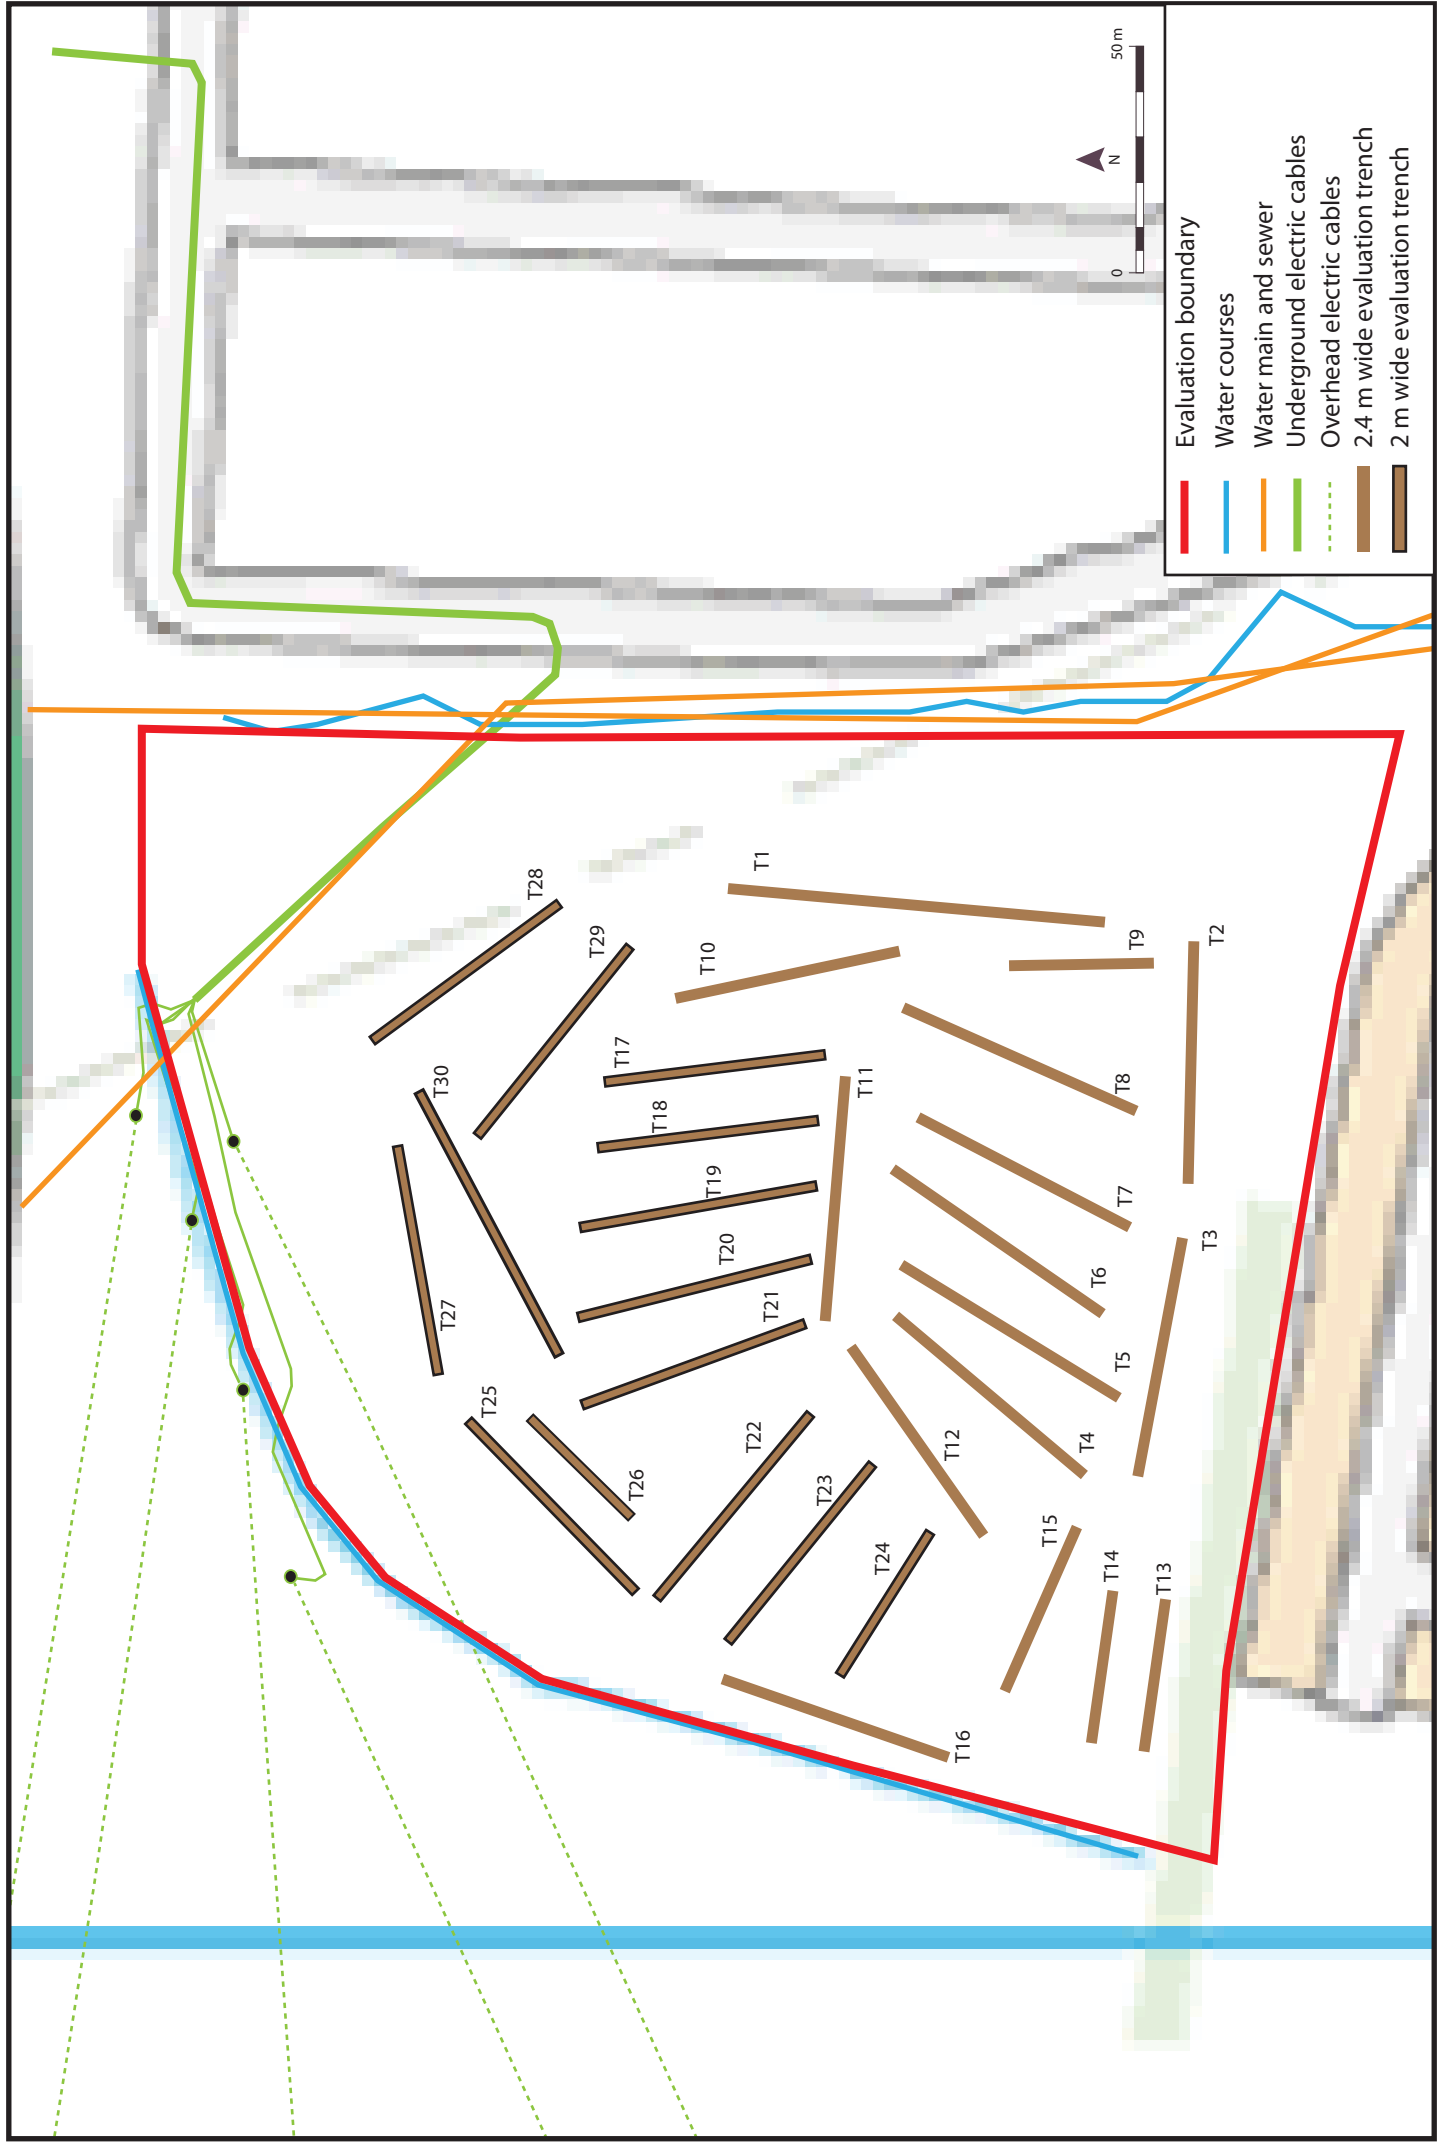 0
50 m
N
Evaluation boundary
Water courses
Water main and sewer
Underground electric cables
Overhead electric cables
2.4 m wide evaluation trench
2 m wide evaluation trench
T1
T2
T3
T4
T5
T6
T7
T8
T9
T10
T11
T12
T13
T14
T15
T16
T17
T18
T19
T20
T21
T22
T23
T24
T25
T26
T27
T28
T29
T30